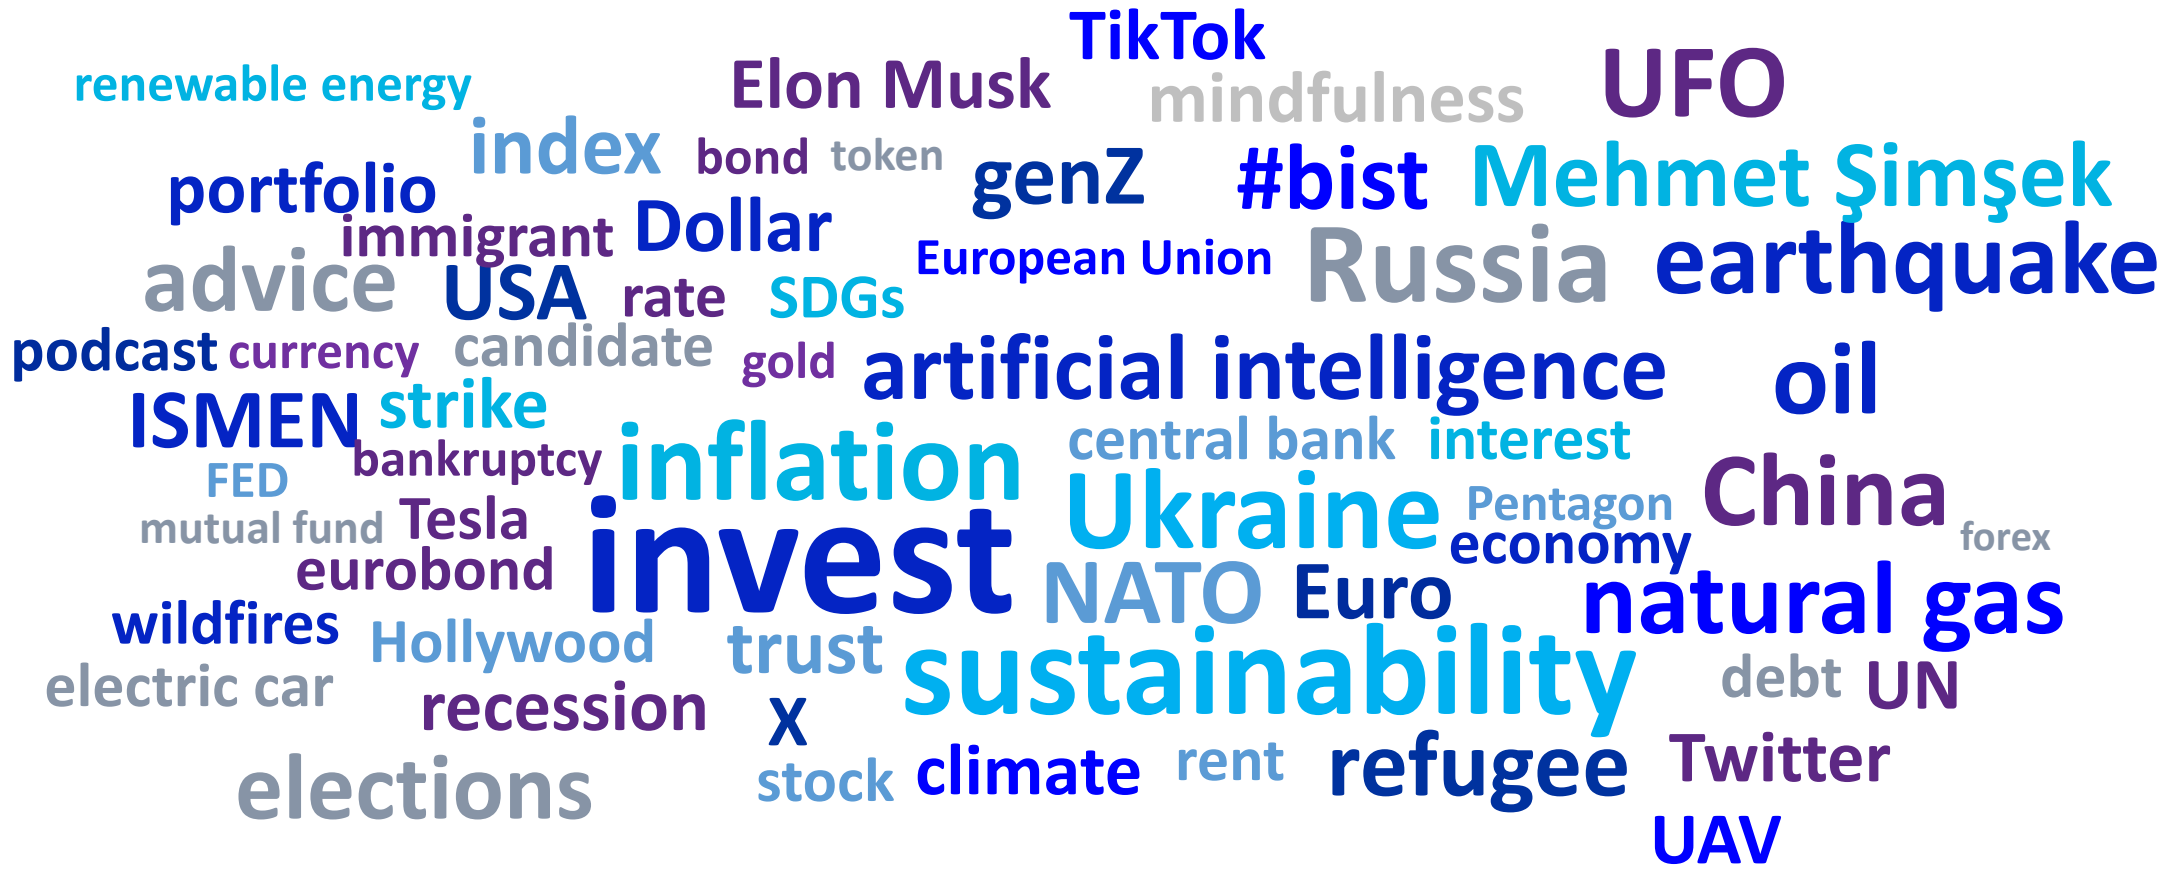 TikTok
renewable energy
Elon Musk
mindfulness
UFO
index
bond
token
genZ
#bist
Mehmet Şimşek
portfolio
immigrant
Dollar
European Union
Russia
earthquake
advice
USA
rate
SDGs
podcast
currency
candidate
gold
artificial intelligence
oil
ISMEN
strike
inflation
central bank
interest
bankruptcy
FED
Ukraine
Pentagon
China
mutual fund
Tesla
invest
economy
forex
eurobond
NATO
Euro
natural gas
wildfires
Hollywood
trust
sustainability
debt
UN
electric car
recession
X
climate
rent
refugee
Twitter
elections
stock
UAV